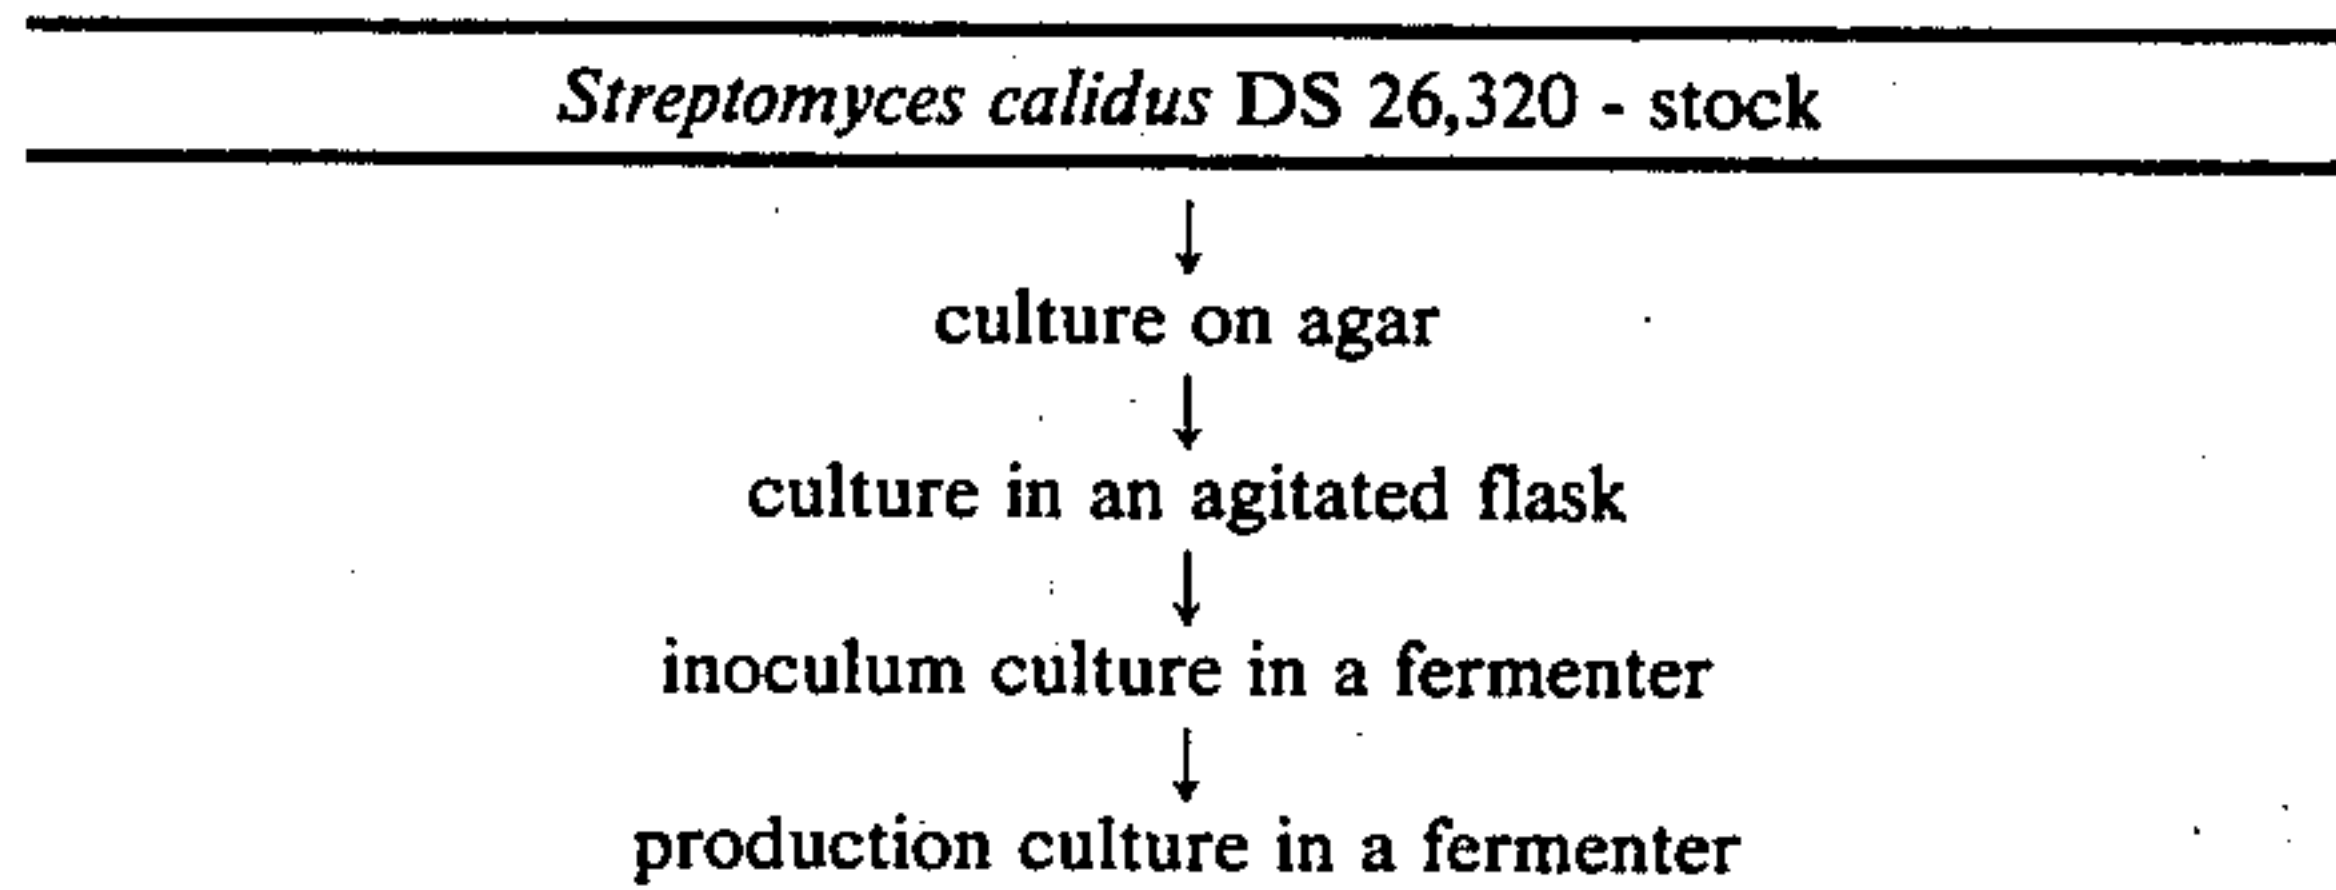 Streptomyces calidus DS 26,320 - stock
culture on agar
culture in an agitated flask
inoculum culture in a fermenter
production culture in a fermenter